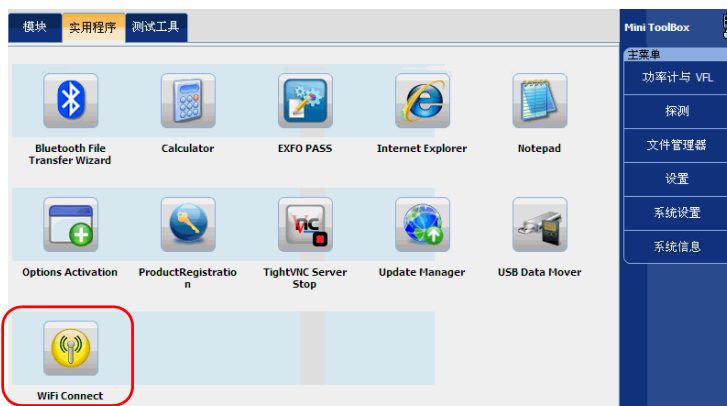 模块 实用程序 测试工具
Bluetooth File Transfer Wizard
Calculator
EXFO PASS
Internet Explorer
Notepad
Options Activation
ProductRegistratio
n
TightVNC Server
Stop
Update Manager
USB Data Mover
WiFi Connect
Mini ToolBox
主菜单
功率计与 VFL
探测
文件管理器
设置
系统设置
系统信息